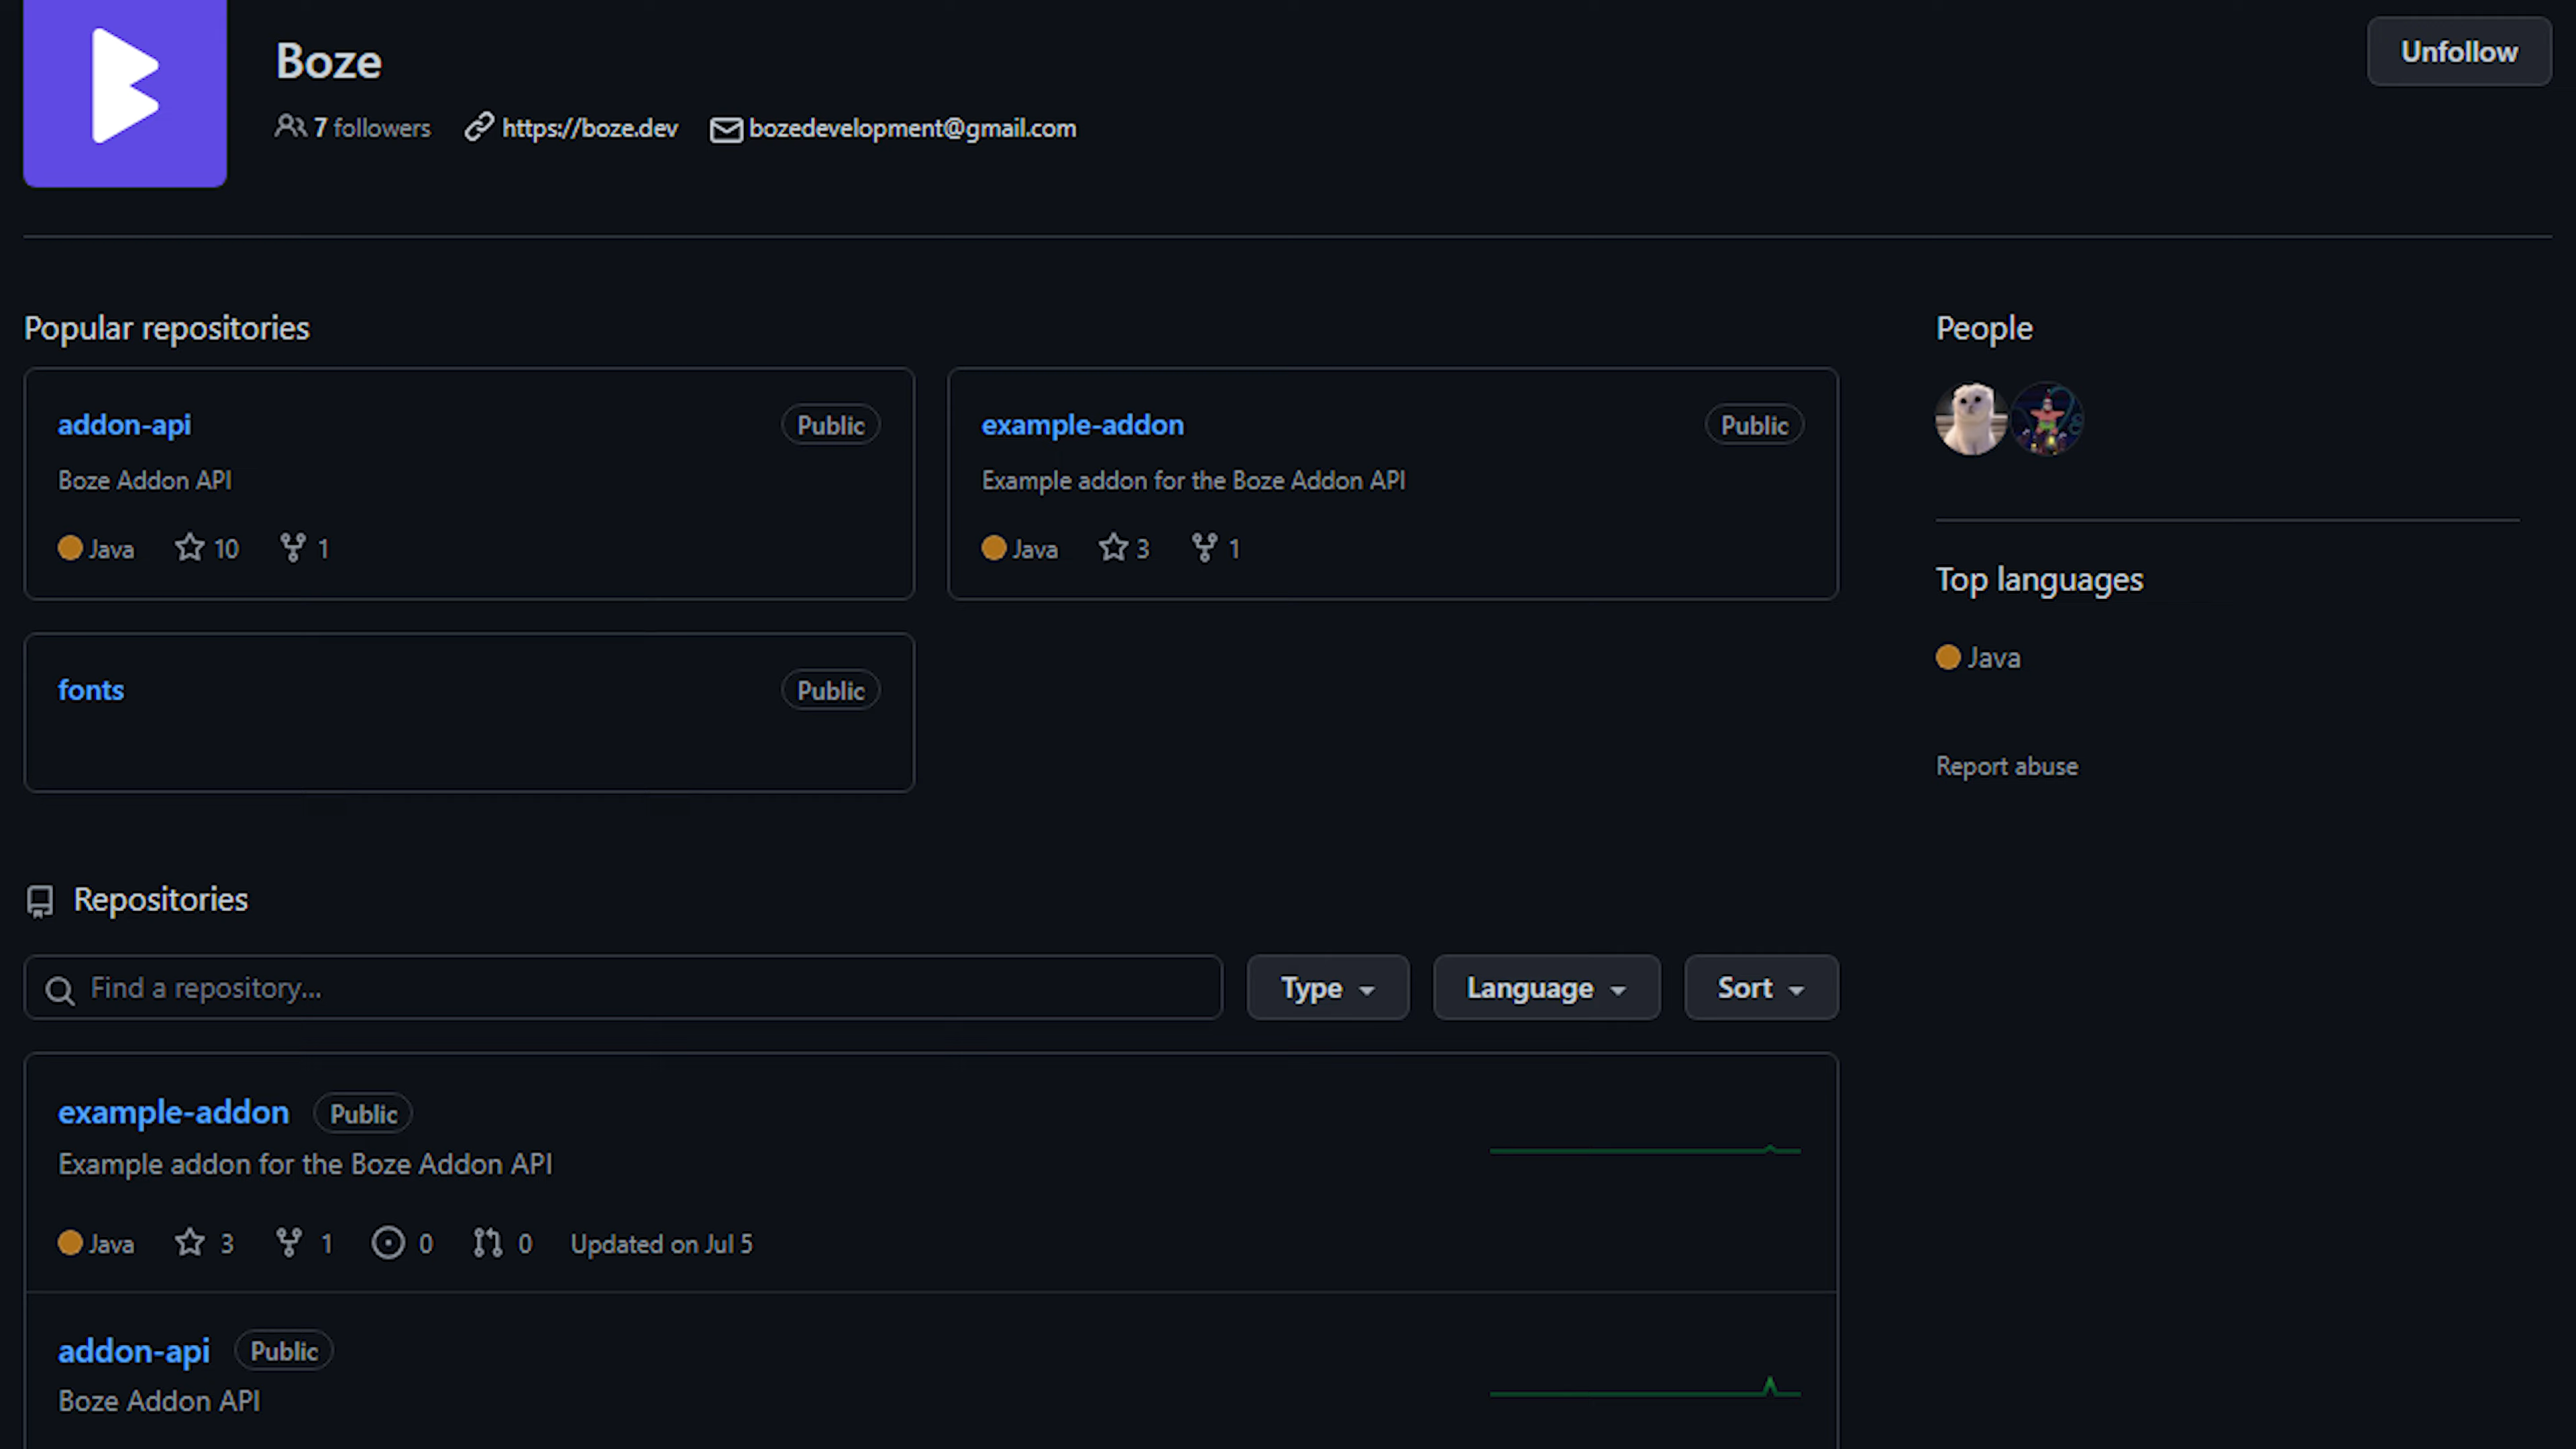 Boze
Unfollow
7 followers https://boze.dev bozedevelopment@gmail.com
Popular repositories
addon-api Public
Boze Addon API
Java 10 1
example-addon Public
Example addon for the Boze Addon API
Java 3 1
fonts Public
People
Top languages
Java
Report abuse
Repositories
Find a repository... Type Language Sort
example-addon Public
Example addon for the Boze Addon API
Java 3 1 0 0 Updated on Jul 5
addon-api Public
Boze Addon API